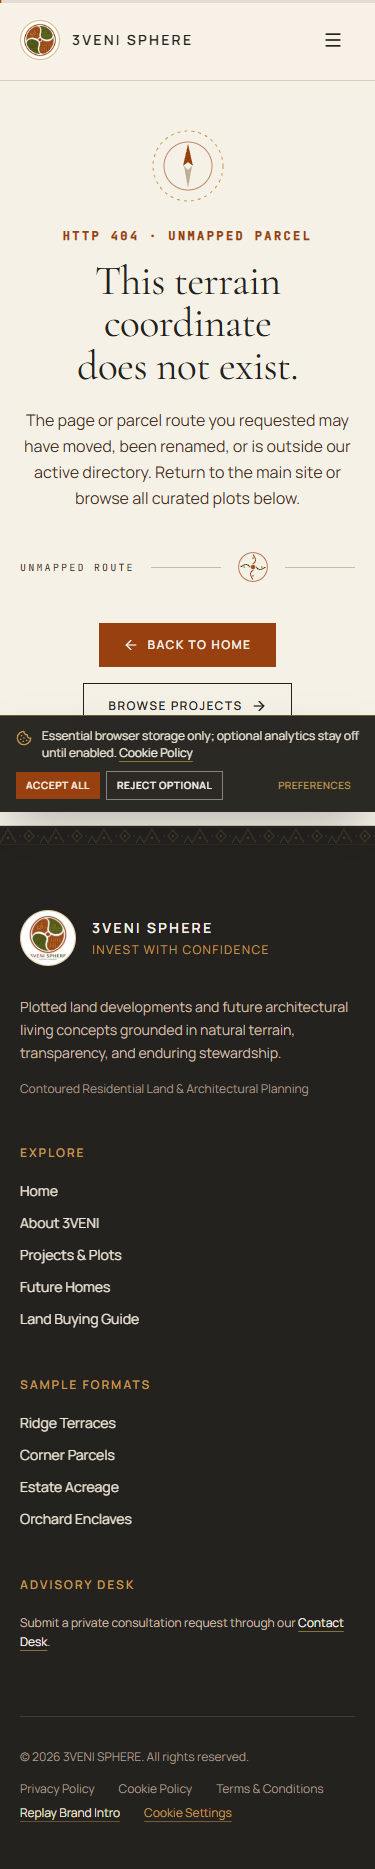 3VENI SPHERE
HTTP 404 · UNMAPPED PARCEL
This terrain
coordinate
does not exist.
The page or parcel route you requested may
have moved, been renamed, or is outside our
active directory. Return to the main site or
browse all curated plots below.
UNMAPPED ROUTE
← BACK TO HOME
BROWSE PROJECTS →
Essential browser storage only; optional analytics stay off
until enabled. Cookie Policy
ACCEPT ALL
REJECT OPTIONAL
PREFERENCES
3VENI SPHERE
3VENI SPHERE
INVEST WITH CONFIDENCE
Plotted land developments and future architectural
living concepts grounded in natural terrain,
transparency, and enduring stewardship.
Contoured Residential Land & Architectural Planning
EXPLORE
Home
About 3VENI
Projects & Plots
Future Homes
Land Buying Guide
SAMPLE FORMATS
Ridge Terraces
Corner Parcels
Estate Acreage
Orchard Enclaves
ADVISORY DESK
Submit a private consultation request through our Contact
Desk.
© 2026 3VENI SPHERE. All rights reserved.
Privacy Policy Cookie Policy Terms & Conditions
Replay Brand Intro Cookie Settings